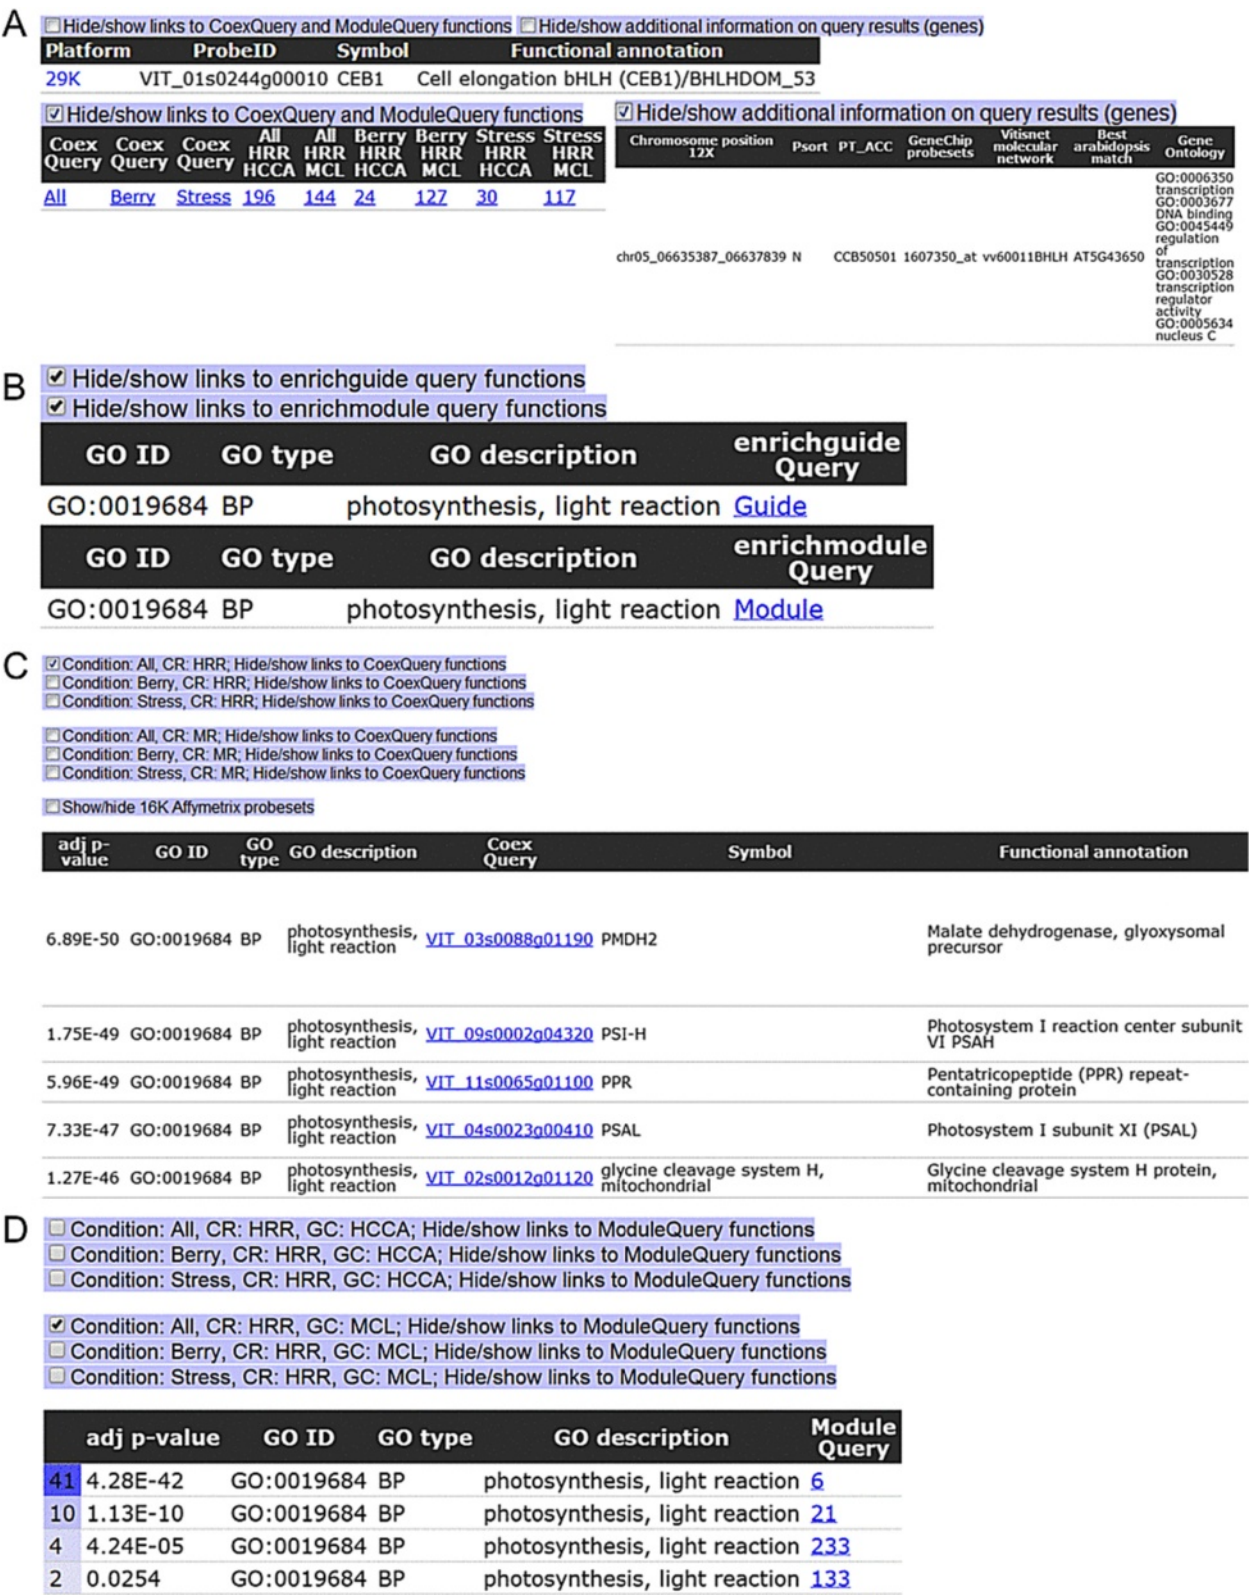 A
Hide/show links to CoexQuery and ModuleQuery functions Hide/show additional information on query results (genes)
Platform ProbeID Symbol Functional annotation
29K VIT_01s0244g00010 CEB1 Cell elongation bHLH (CEB1)/BHLHDOM_53
Hide/show links to CoexQuery and ModuleQuery functions
Coex Query Coex Query Coex Query All HRR HCCA All HRR MCL Berry HRR HCCA Berry HRR MCL Stress HRR HCCA Stress HRR MCL
All Berry Stress 196 144 24 127 30 117
Hide/show additional information on query results (genes)
Chromosome position 12X Psort PT_ACC GeneChip probesets Vitisnet molecular network Best arabidopsis match Gene Ontology
chr05_06635387_06637839 N CCB50501 1607350_at vv60011BHLH AT5G43650
GO:0006350
transcription
GO:0003677
DNA binding
GO:0045449
regulation
of
transcription
GO:0030528
transcription
regulator
activity
GO:0005634
nucleus C
B
Hide/show links to enrichguide query functions
Hide/show links to enrichmodule query functions
GO ID GO type GO description enrichguide Query
GO:0019684 BP photosynthesis, light reaction Guide
GO ID GO type GO description enrichmodule Query
GO:0019684 BP photosynthesis, light reaction Module
C
Condition: All, CR: HRR; Hide/show links to CoexQuery functions
Condition: Berry, CR: HRR; Hide/show links to CoexQuery functions
Condition: Stress, CR: HRR; Hide/show links to CoexQuery functions
Condition: All, CR: MR; Hide/show links to CoexQuery functions
Condition: Berry, CR: MR; Hide/show links to CoexQuery functions
Condition: Stress, CR: MR; Hide/show links to CoexQuery functions
Show/hide 16K Affymetrix probesets
adj p-value GO ID GO type GO description Coex Query Symbol Functional annotation
6.89E-50 GO:0019684 BP photosynthesis, light reaction VIT_03s0088g01190 PMDH2 Malate dehydrogenase, glyoxysomal precursor
1.75E-49 GO:0019684 BP photosynthesis, light reaction VIT_09s0002g04320 PSI-H Photosystem I reaction center subunit VI PSAH
5.96E-49 GO:0019684 BP photosynthesis, light reaction VIT_11s0065g01100 PPR Pentatricopeptide (PPR) repeat-containing protein
7.33E-47 GO:0019684 BP photosynthesis, light reaction VIT_04s0023g00410 PSAL Photosystem I subunit XI (PSAL)
1.27E-46 GO:0019684 BP photosynthesis, light reaction VIT_02s0012g01120 glycine cleavage system H, mitochondrial Glycine cleavage system H protein, mitochondrial
D
Condition: All, CR: HRR, GC: HCCA; Hide/show links to ModuleQuery functions
Condition: Berry, CR: HRR, GC: HCCA; Hide/show links to ModuleQuery functions
Condition: Stress, CR: HRR, GC: HCCA; Hide/show links to ModuleQuery functions
Condition: All, CR: HRR, GC: MCL; Hide/show links to ModuleQuery functions
Condition: Berry, CR: HRR, GC: MCL; Hide/show links to ModuleQuery functions
Condition: Stress, CR: HRR, GC: MCL; Hide/show links to ModuleQuery functions
adj p-value GO ID GO type GO description Module Query
41 4.28E-42 GO:0019684 BP photosynthesis, light reaction 6
10 1.13E-10 GO:0019684 BP photosynthesis, light reaction 21
4 4.24E-05 GO:0019684 BP photosynthesis, light reaction 233
2 0.0254 GO:0019684 BP photosynthesis, light reaction 133